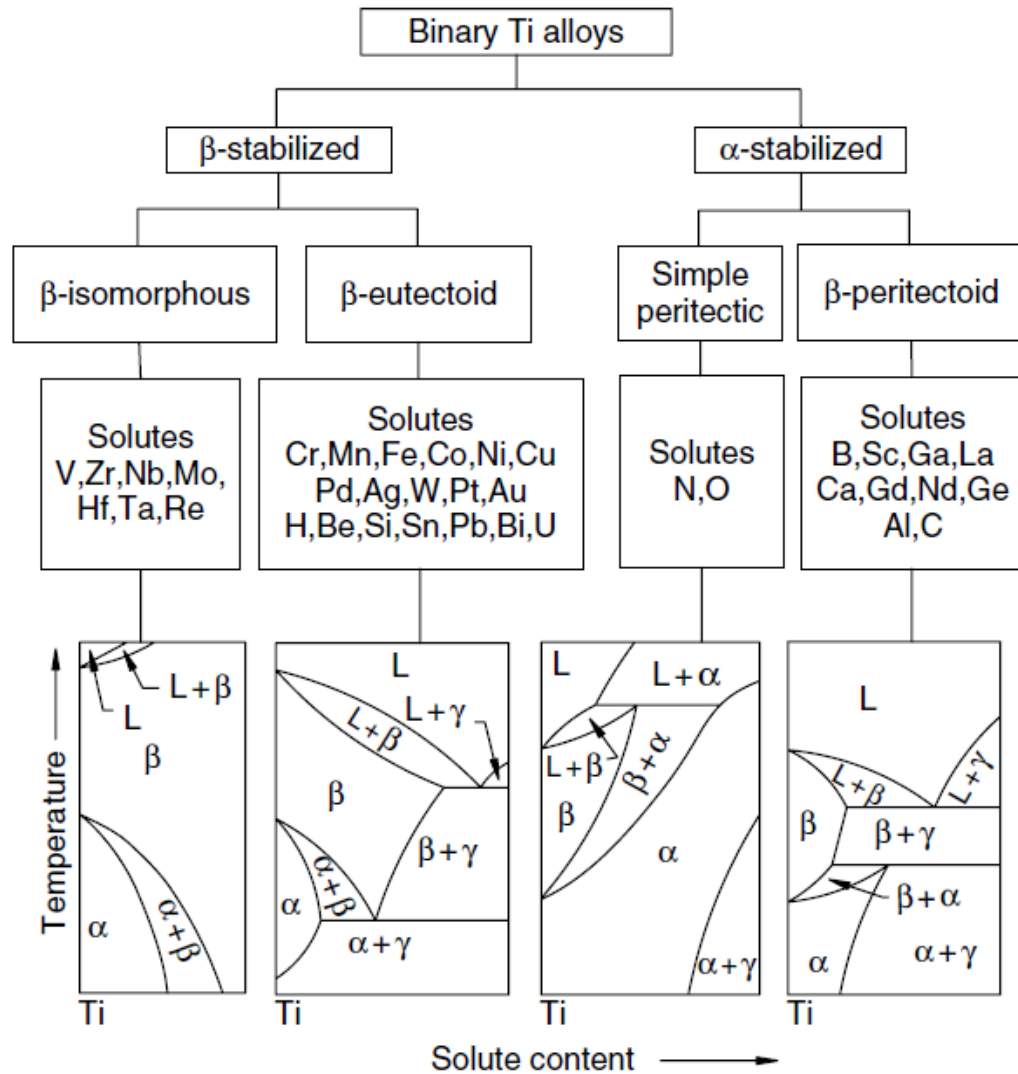 Binary Ti alloys
β-stabilized
α-stabilized
β-isomorphous
β-eutectoid
Simple
peritectic
β-peritectoid
Solutes
V,Zr,Nb,Mo,
Hf,Ta,Re
Solutes
Cr,Mn,Fe,Co,Ni,Cu
Pd,Ag,W,Pt,Au
H,Be,Si,Sn,Pb,Bi,U
Solutes
N,O
Solutes
B,Sc,Ga,La
Ca,Gd,Nd,Ge
Al,C
Temperature
L+β
L
β
α
α+β
Ti
L
L+γ
L+β
β
β+γ
α
α+β
α+γ
Ti
L
L+α
L+β
β+α
β
α
α+γ
L
L+β
L+γ
β
β+γ
β+α
α
α+γ
Ti
Solute content